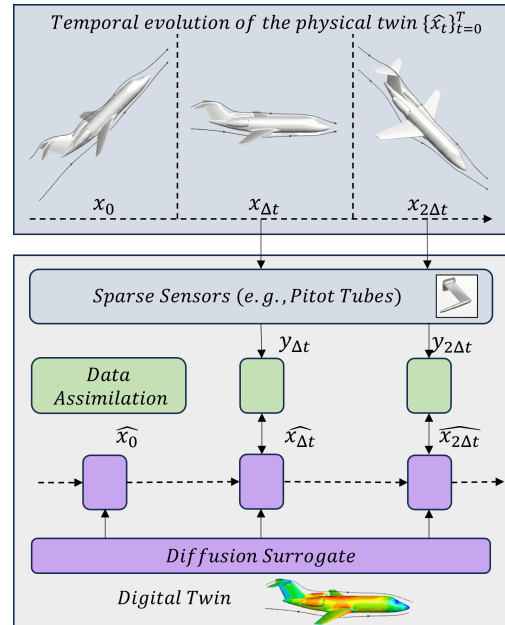 Temporal evolution of the physical twin {x̂_t}_{t=0}^T
x_0 x_Δt x_2Δt
Sparse Sensors (e.g., Pitot Tubes)
y_Δt y_2Δt
Data
Assimilation
x̂_0 x̂_Δt x̂_2Δt
Diffusion Surrogate
Digital Twin